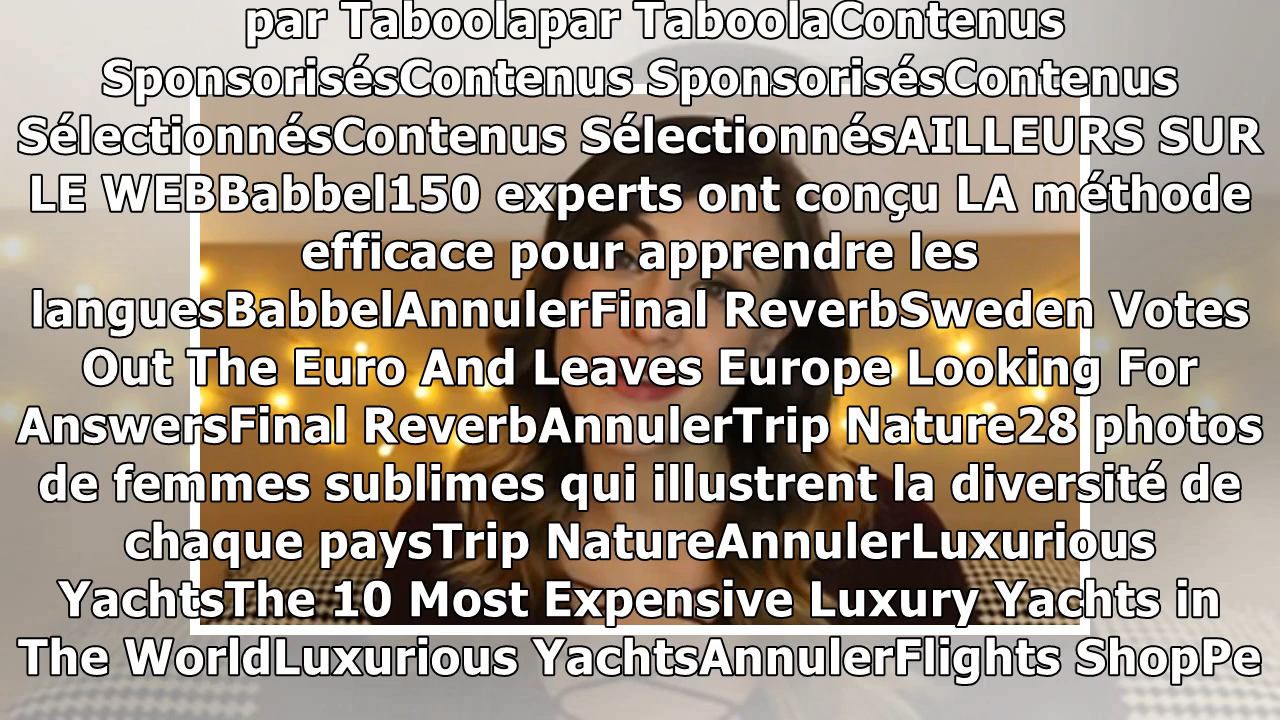 par Taboolapar TaboolaContenus
SponsorisésContenus SponsorisésContenus
SélectionnésContenus SélectionnésAILLEURS SUR
LE WEBBabbel150 experts ont conçu LA méthode
efficace pour apprendre les
languesBabbelAnnulerFinal ReverbSweden Votes
Out The Euro And Leaves Europe Looking For
AnswersFinal ReverbAnnulerTrip Nature28 photos
de femmes sublimes qui illustrent la diversité de
chaque paysTrip NatureAnnulerLuxurious
YachtsThe 10 Most Expensive Luxury Yachts in
The WorldLuxurious YachtsAnnulerFlights ShopPe